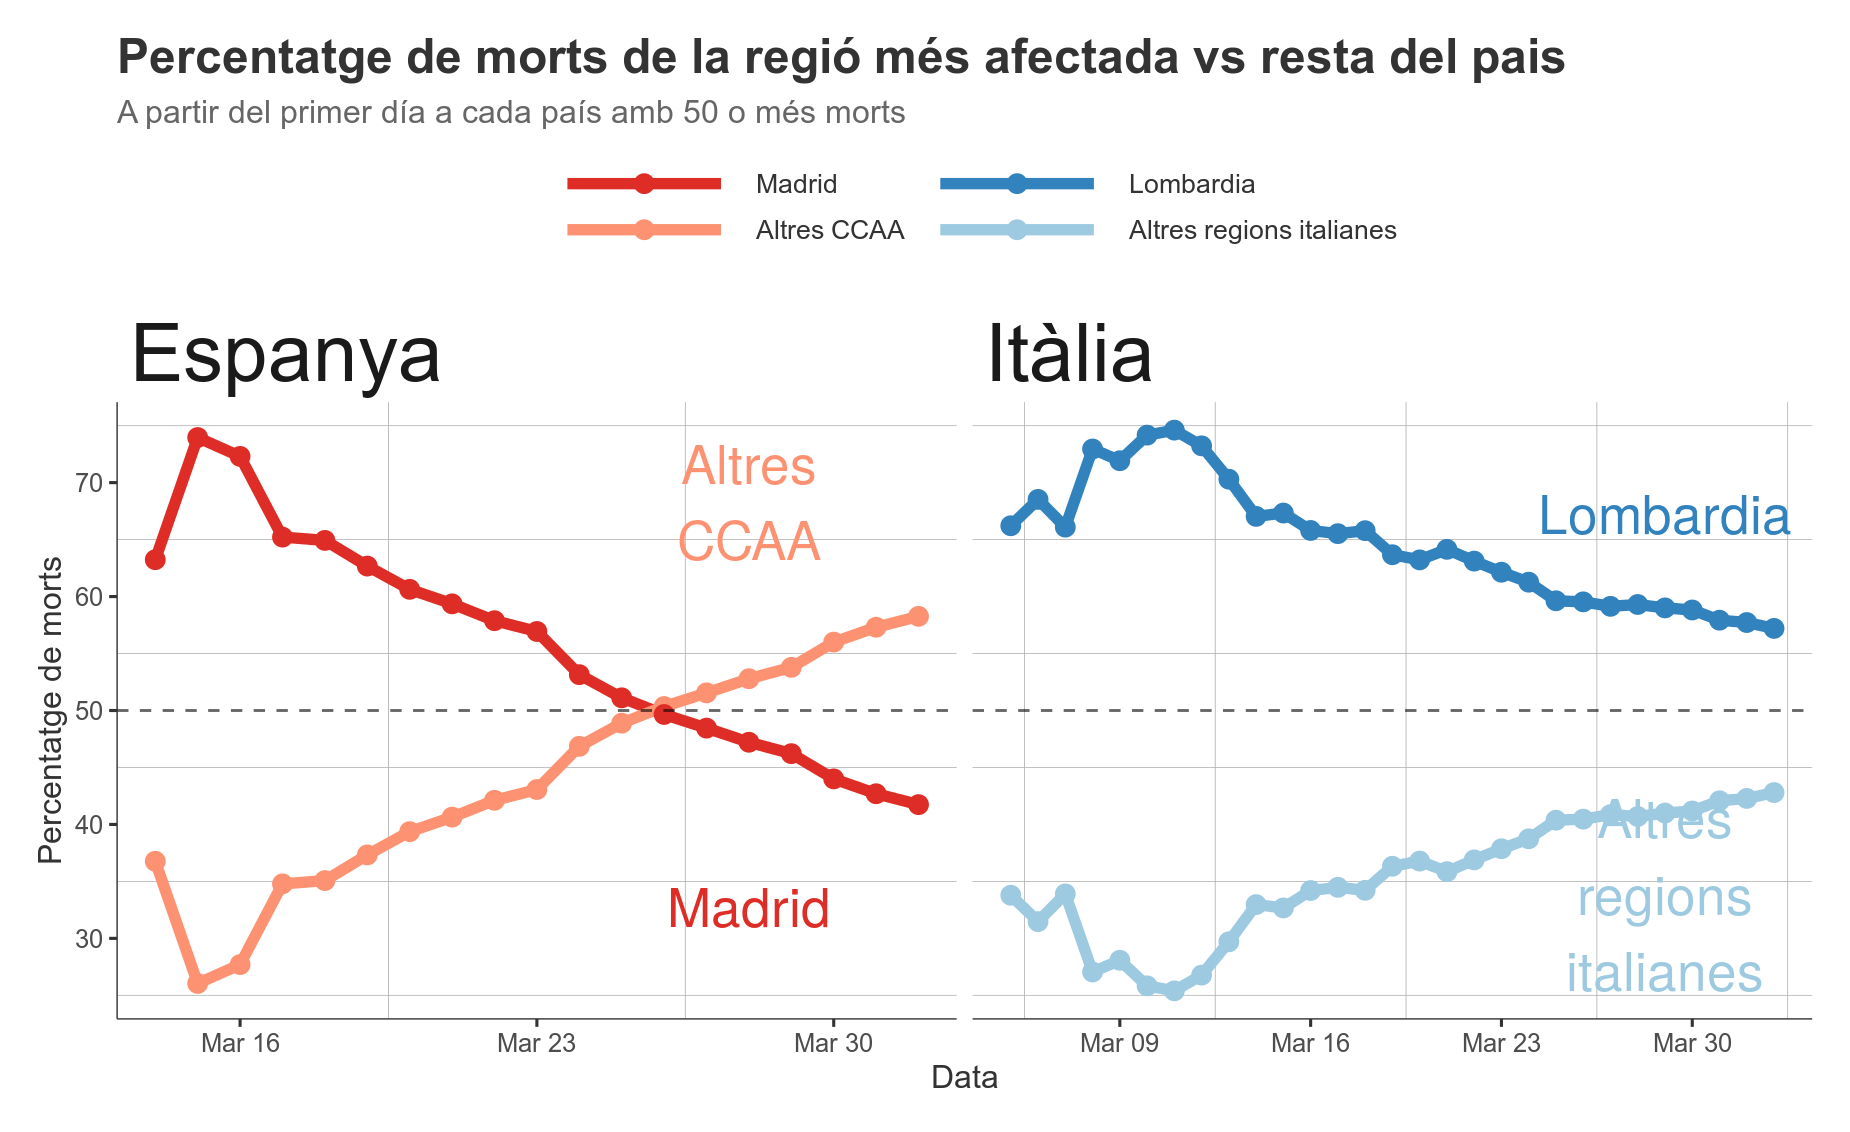 Percentatge de morts de la regió més afectada vs resta del pais
A partir del primer día a cada país amb 50 o més morts
Madrid
Lombardia
Altres CCAA
Altres regions italianes
Espanya
Itàlia
Percentatge de morts
70
60
50
40
30
Altres
CCAA
Madrid
Lombardia
Altres
regions
italianes
Mar 16
Mar 23
Mar 30
Mar 09
Mar 16
Mar 23
Mar 30
Data